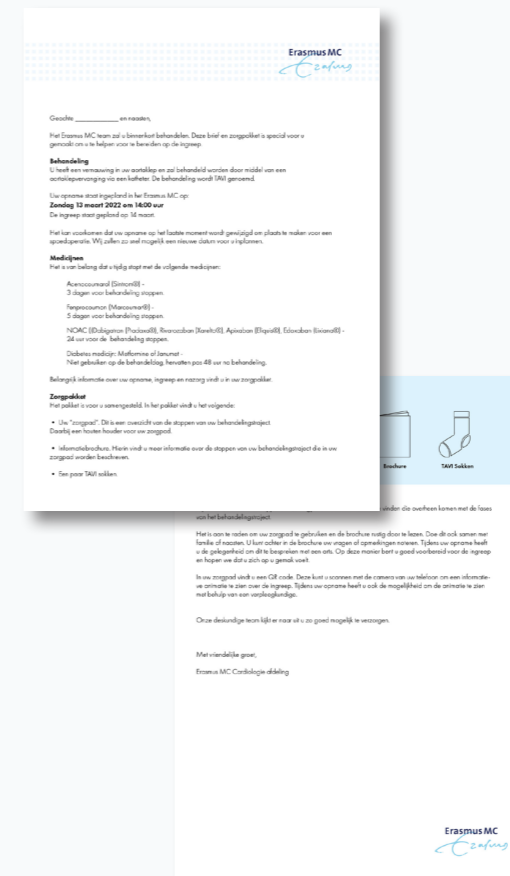 Erasmus MC
Erasmus
Geachte ______________ en naasten,
Het Erasmus MC team zal u binnenkort behandelen. Deze brief en zorgpakket is speciaal voor u
gemaakt om u te helpen voor te bereiden op de ingreep.
Behandeling
U heeft een vernauwing in uw aortaklep en zal behandeld worden door middel van een
aortaklepvervanging via een katheter. De behandeling wordt TAVI genoemd.
Uw opname staat ingepland in het Erasmus MC op:
Zondag 13 maart 2022 om 14:00 uur
De ingreep staat gepland op 14 maart.
Het kan voorkomen dat uw opname op het laatste moment wordt gewijzigd om plaats te maken voor een
spoedoperatie. Wij zullen zo snel mogelijk een nieuwe datum voor u inplannen.
Medicijnen
Het is van belang dat u tijdig stopt met de volgende medicijnen:
Acenocoumarol (Sintrom®) -
3 dagen voor behandeling stoppen.
Fenprocoumon (Marcoumar®) -
5 dagen voor behandeling stoppen.
NOAC (Dabigatran (Pradaxa®), Rivaroxaban (Xarelto®), Apixaban (Eliquis®), Edoxaban (Lixiana®) -
24 uur voor de behandeling stoppen.
Diabetes medicijn: Metformine of Janumet -
Niet gebruiken op de behandeldag, hervatten pas 48 uur na behandeling.
Belangrijk informatie over uw opname, ingreep en nazorg vindt u in uw zorgpakket.
Zorgpakket
Het pakket is voor u samengesteld. In het pakket vindt u het volgende:
• Uw "zorgpad". Dit is een overzicht van de stappen van uw behandelingstraject.
Daarbij een houten houder voor uw zorgpad.
• Informatiebrochure. Hierin vindt u meer informatie over de stappen van uw behandelingstraject die in uw
zorgpad worden beschreven.
• Een paar TAVI sokken.
Brochure TAVI Sokken
vinden die overheen komen met de fases
van het behandelingstraject.
Het is aan te raden om uw zorgpad te gebruiken en de brochure rustig door te lezen. Doe dit ook samen met
familie of naasten. U kunt achter in de brochure uw vragen of opmerkingen noteren. Tijdens uw opname heeft
u de gelegenheid om dit te bespreken met een arts. Op deze manier bent u goed voorbereid voor de ingreep
en hopen we dat u zich op u gemak voelt.
In uw zorgpad vindt u een QR code. Deze kunt u scannen met de camera van uw telefoon om een informatie-
ve animatie te zien over de ingreep. Tijdens uw opname heeft u ook de mogelijkheid om de animatie te zien
met behulp van een verpleegkundige.
Onze deskundige team kijkt er naar uit u zo goed mogelijk te verzorgen.
Met vriendelijke groet,
Erasmus MC Cardiologie afdeling
Erasmus MC
Erasmus